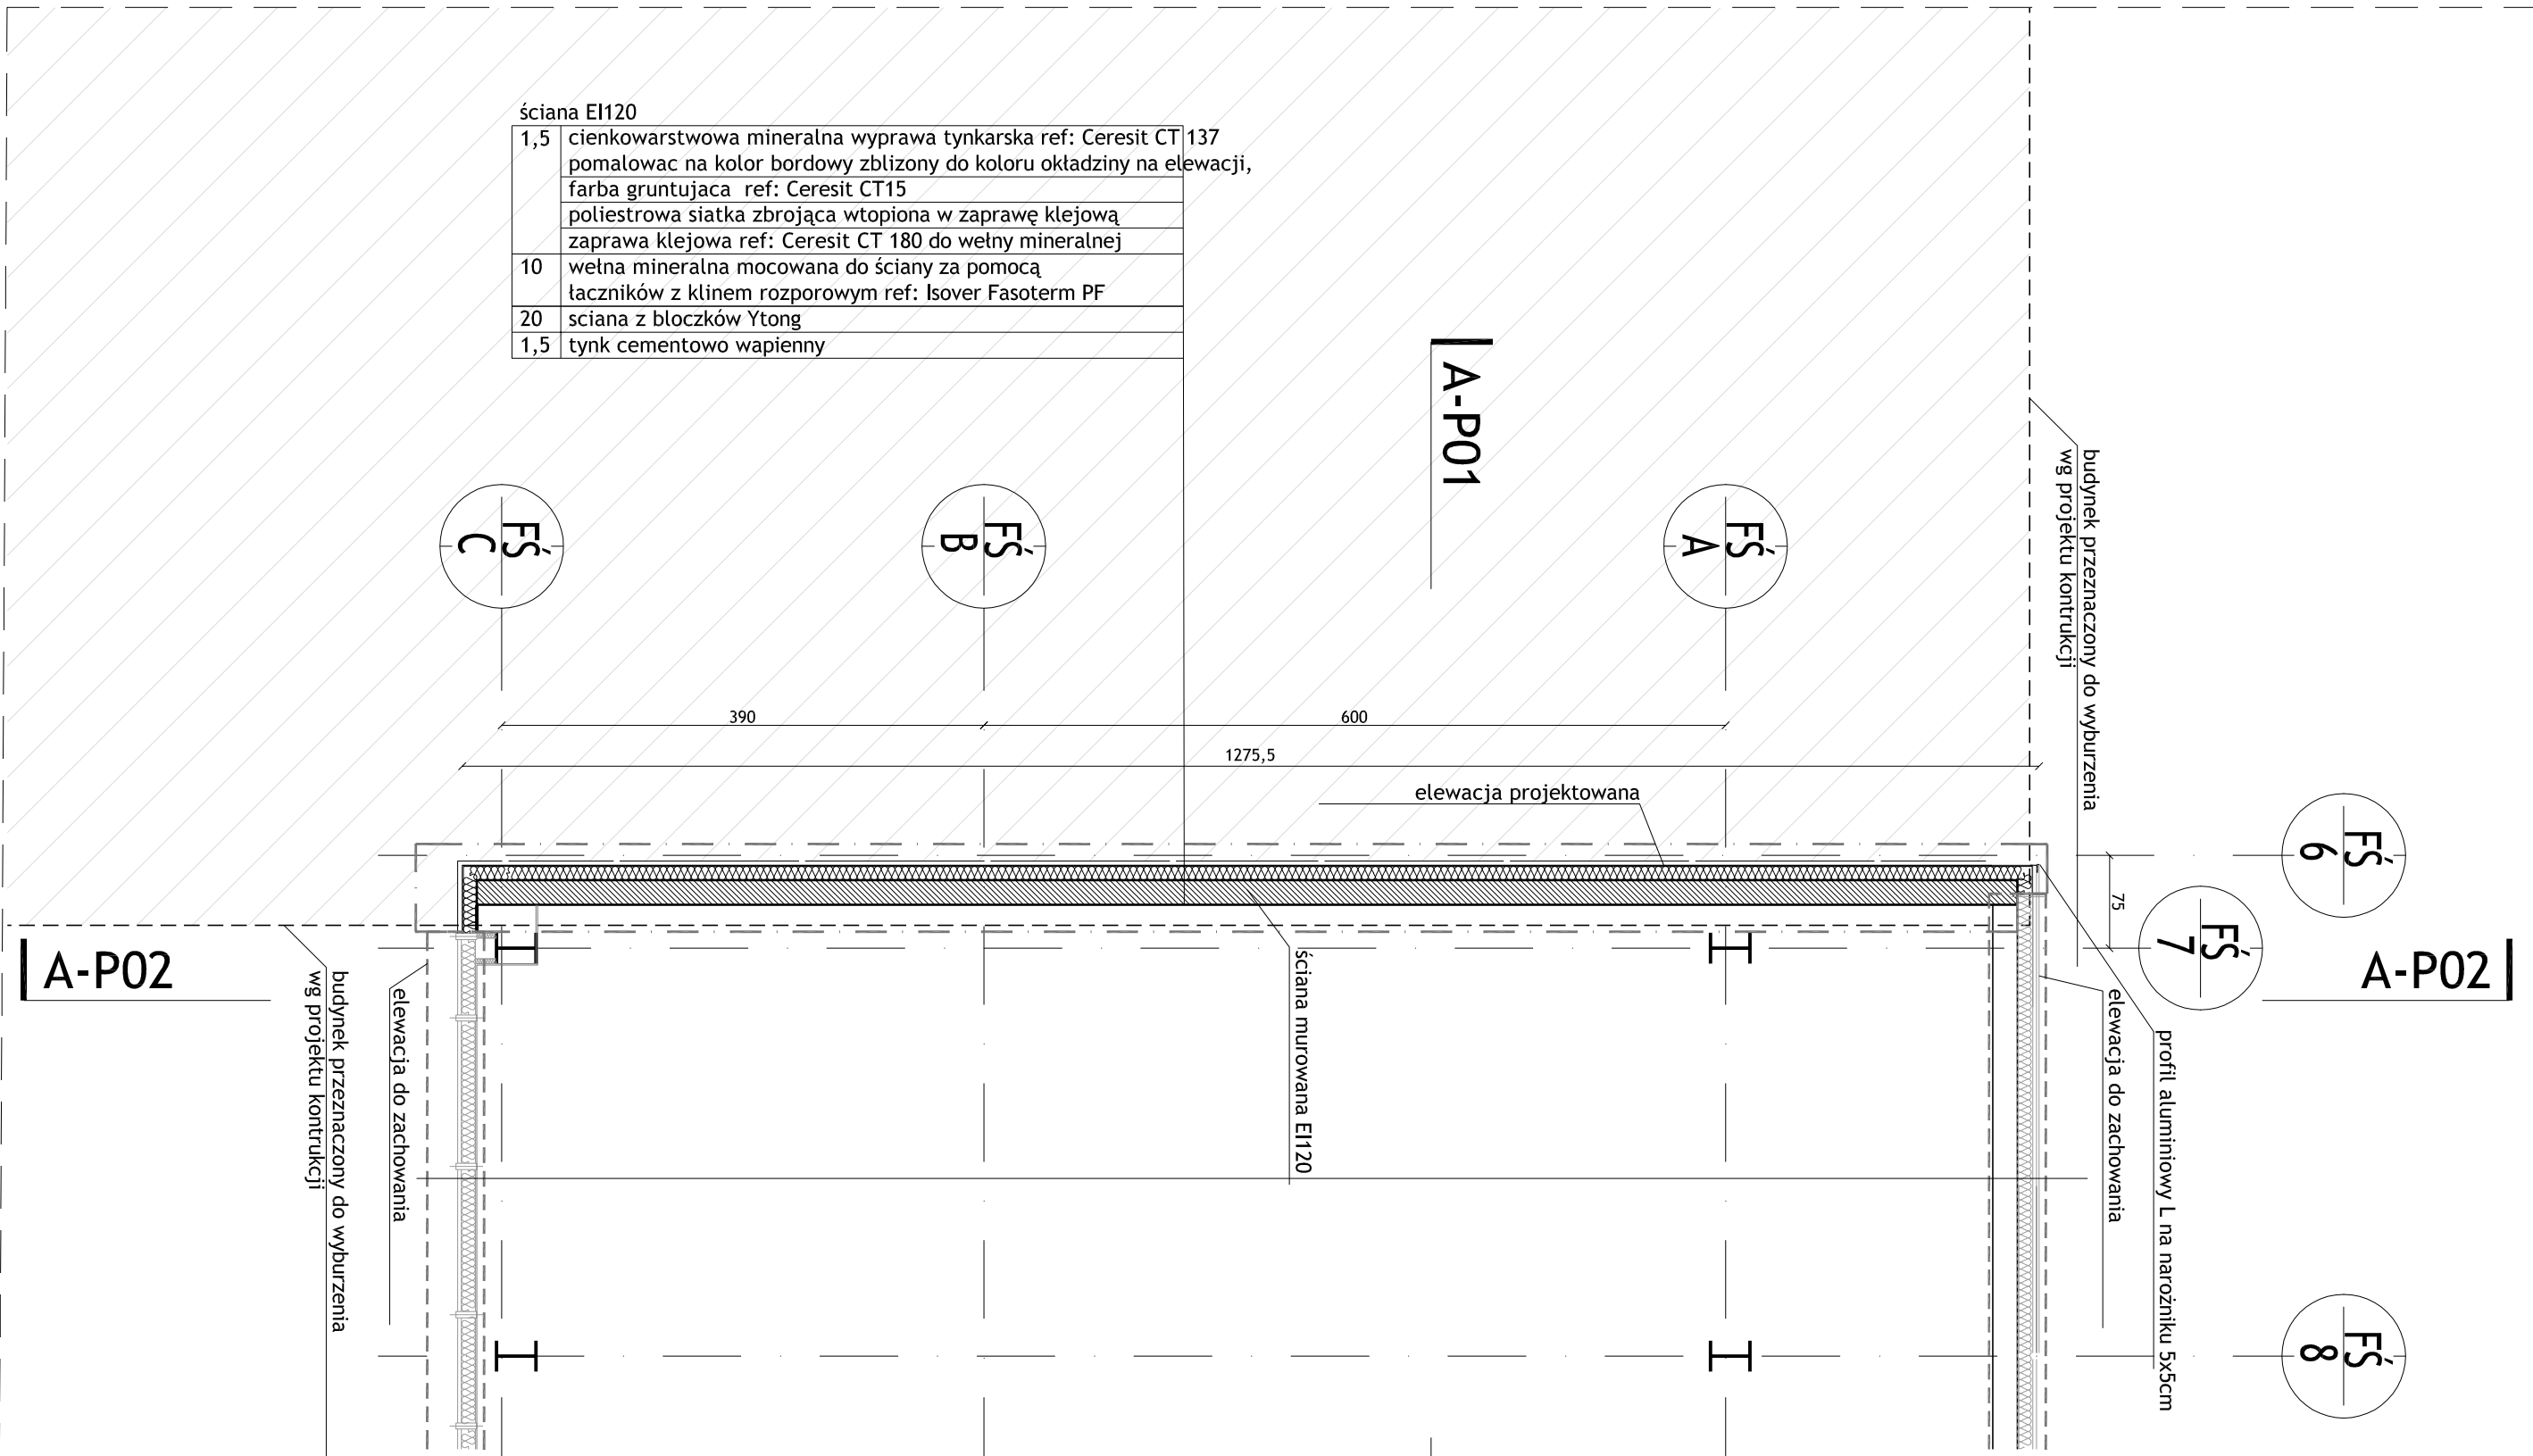 ściana EI120
1,5 cienkowarstwowa mineralna wyprawa tynkarska ref: Ceresit CT 137
pomalowac na kolor bordowy zblizony do koloru okładziny na elewacji,
farba gruntujaca ref: Ceresit CT15
poliestrowa siatka zbrojąca wtopiona w zaprawę klejową
zaprawa klejowa ref: Ceresit CT 180 do wełny mineralnej
10 wełna mineralna mocowana do ściany za pomocą
łaczników z klinem rozporowym ref: Isover Fasoterm PF
20 sciana z bloczków Ytong
1,5 tynk cementowo wapienny
A-P01
budynek przeznaczony do wyburzenia
wg projektu kontrukcji
FŚ
C
FŚ
B
FŚ
A
390
600
1275,5
elewacja projektowana
FŚ
6
75
FŚ
7
A-P02
A-P02
budynek przeznaczony do wyburzenia
wg projektu kontrukcji
elewacja do zachowania
ściana murowana EI120
elewacja do zachowania
profil aluminiowy L na narożniku 5x5cm
FŚ
8